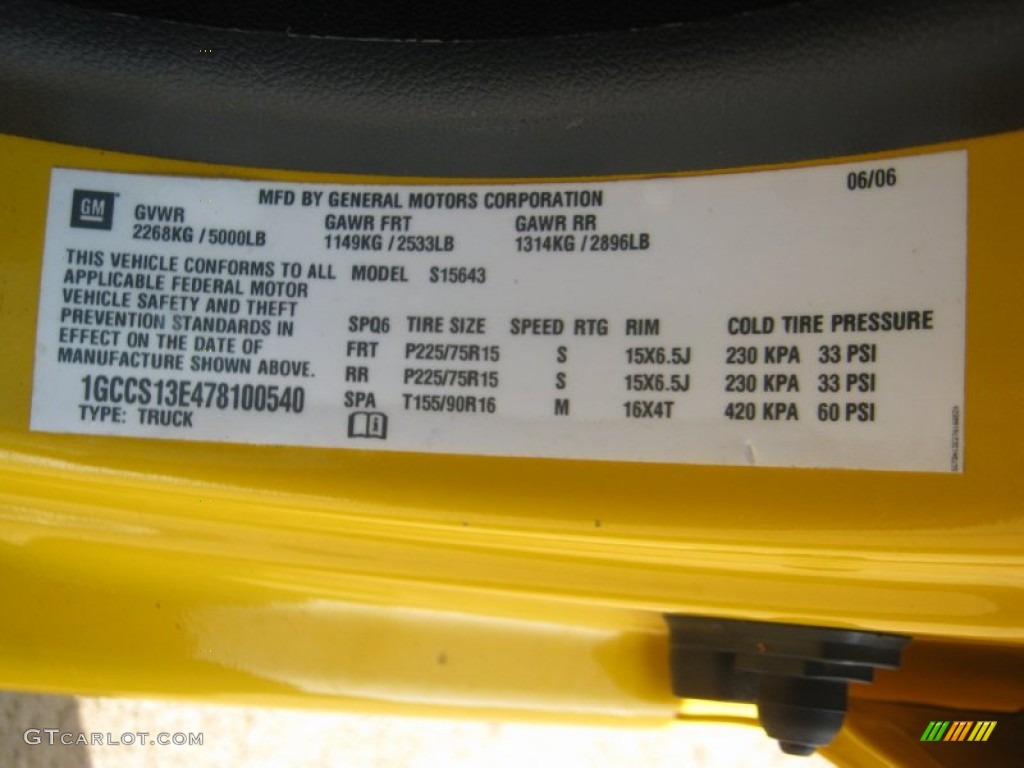 GM
MFD BY GENERAL MOTORS CORPORATION
06/06
GVWR
2268KG / 5000LB
GAWR FRT
1149KG / 2533LB
GAWR RR
1314KG / 2896LB
THIS VEHICLE CONFORMS TO ALL
APPLICABLE FEDERAL MOTOR
VEHICLE SAFETY AND THEFT
PREVENTION STANDARDS IN
EFFECT ON THE DATE OF
MANUFACTURE SHOWN ABOVE.
1GCCS13E478100540
TYPE: TRUCK
MODEL S15643
SPQ6 TIRE SIZE SPEED RTG RIM COLD TIRE PRESSURE
FRT P225/75R15 S 15X6.5J 230 KPA 33 PSI
RR P225/75R15 S 15X6.5J 230 KPA 33 PSI
SPA T155/90R16 M 16X4T 420 KPA 60 PSI
GTCARLOT.COM